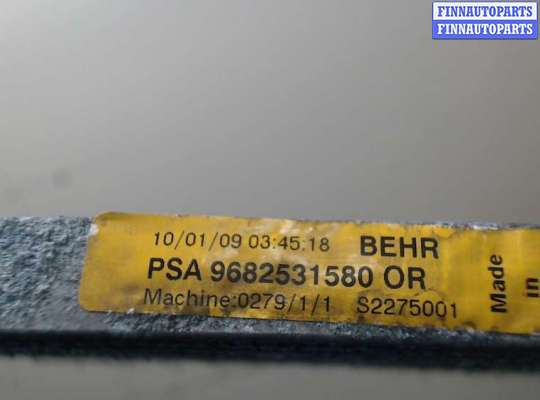 FINNAUTOPARTS
FINNAUTOPARTS
10/01/09 03:45:18 BEHR
PSA 9682531580 OR
Machine:0279/1/1 S2275001
Made
in